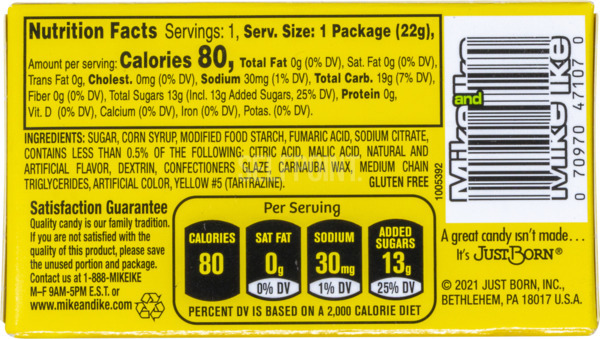 Nutrition Facts Servings: 1, Serv. Size: 1 Package (22g),
Amount per serving: Calories 80, Total Fat 0g (0% DV), Sat. Fat 0g (0% DV),
Trans Fat 0g, Cholest. 0mg (0% DV), Sodium 30mg (1% DV), Total Carb. 19g (7% DV),
Fiber 0g (0% DV), Total Sugars 13g (Incl. 13g Added Sugars, 25% DV), Protein 0g,
Vit. D (0% DV), Calcium (0% DV), Iron (0% DV), Potas. (0% DV).
INGREDIENTS: SUGAR, CORN SYRUP, MODIFIED FOOD STARCH, FUMARIC ACID, SODIUM CITRATE,
CONTAINS LESS THAN 0.5% OF THE FOLLOWING: CITRIC ACID, MALIC ACID, NATURAL AND
ARTIFICIAL FLAVOR, DEXTRIN, CONFECTIONERS GLAZE, CARNAUBA WAX, MEDIUM CHAIN
TRIGLYCERIDES, ARTIFICIAL COLOR, YELLOW #5 (TARTRAZINE). GLUTEN FREE
1005392
Mike and Ike
0 70970 47107 0
Satisfaction Guarantee
Quality candy is our family tradition.
If you are not satisfied with the
quality of this product, please save
the unused portion and package.
Contact us at 1-888-MIKEIKE
M–F 9AM-5PM E.S.T. or
www.mikeandike.com
Per Serving
CALORIES 80
SAT FAT 0g 0% DV
SODIUM 30mg 1% DV
ADDED SUGARS 13g 25% DV
PERCENT DV IS BASED ON A 2,000 CALORIE DIET
A great candy isn't made...
It's JUST BORN®
© 2021 JUST BORN, INC.,
BETHLEHEM, PA 18017 U.S.A.